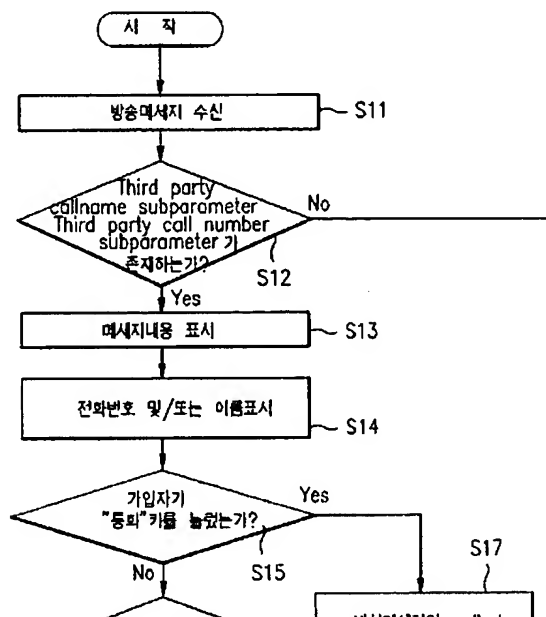 시 작
방송메세지 수신
S11
Third party
callname subparameter
Third party call number
subparameter 가
존재하는가?
No
S12
Yes
메세지내용 표시
S13
전화번호 및/또는 이름표시
S14
가입자가
"통화"키를 눌렀는가?
Yes
S15
No
S17